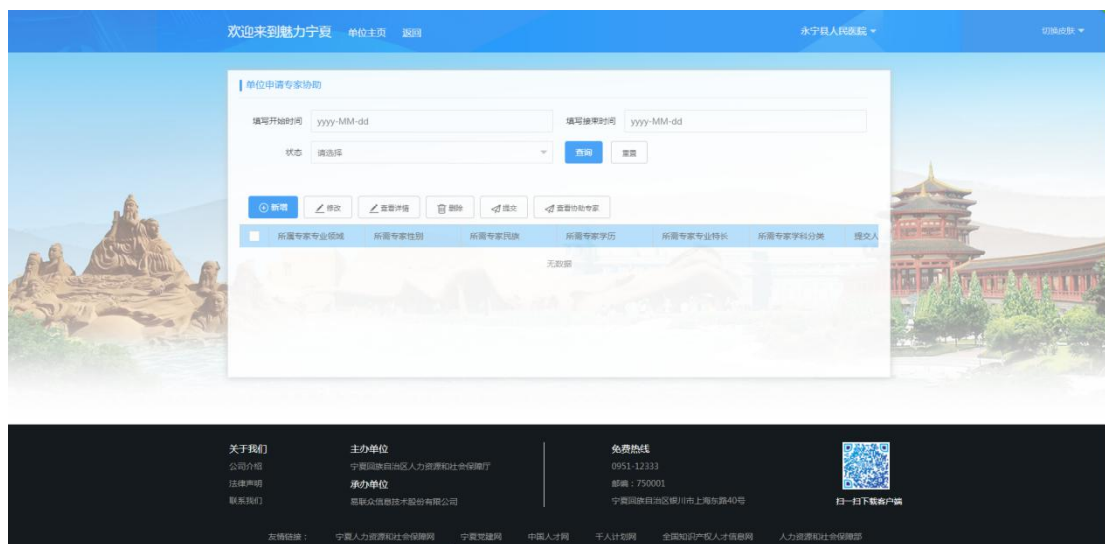 欢迎来到魅力宁夏 单位主页 返回 永宁县人民医院 切换皮肤
单位申请专家协助
填写开始时间 yyyy-MM-dd 填写接束时间 yyyy-MM-dd
状态 请选择 查询 重置
新增 修改 查看详情 删除 提交 查看协助专家
所属专家专业领域 所需专家性别 所需专家民族 所需专家学历 所需专家专业特长 所需专家学科分类 提交人
无数据
关于我们 主办单位 免费热线
公司介绍 宁夏回族自治区人力资源和社会保障厅 0951-12333
法律声明 承办单位 邮编：750001
联系我们 易联众信息技术股份有限公司 宁夏回族自治区银川市上海东路40号 扫一扫下载客户端
友情链接： 宁夏人力资源和社会保障网 宁夏党建网 中国人才网 千人计划网 全国知识产权人才信息网 人力资源和社会保障部